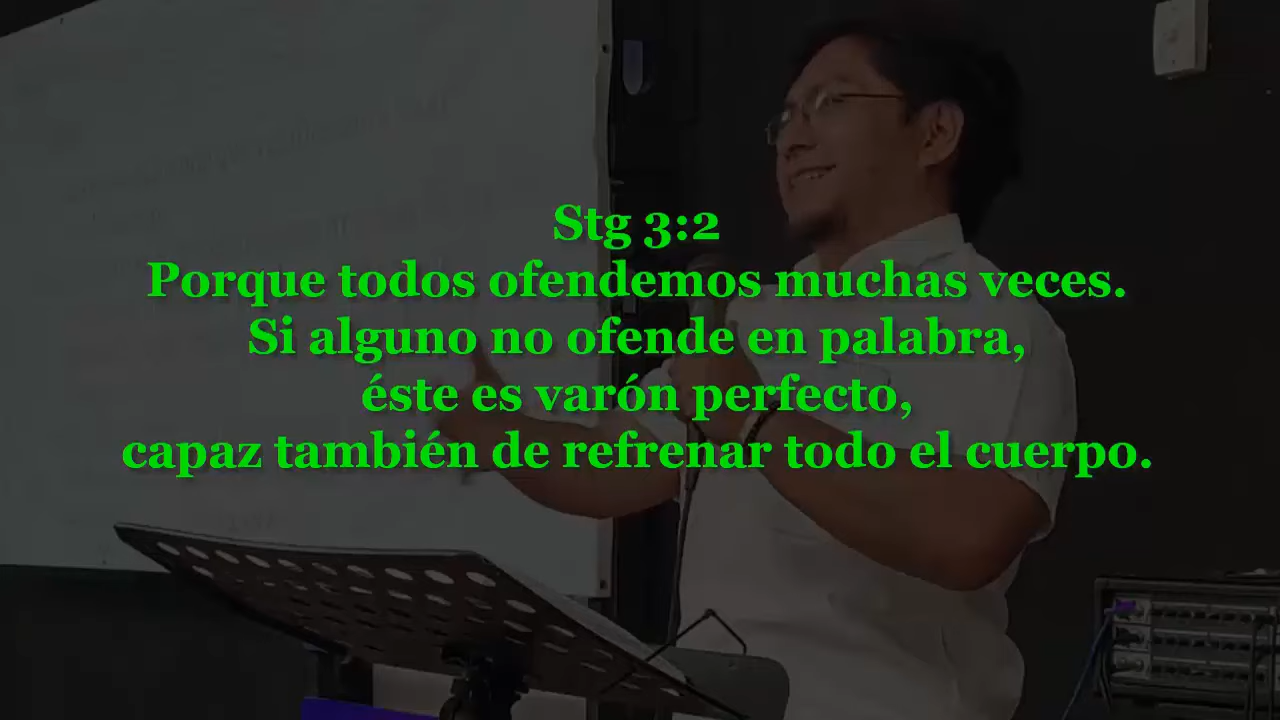 Stg 3:2
Porque todos ofendemos muchas veces.
Si alguno no ofende en palabra,
éste es varón perfecto,
capaz también de refrenar todo el cuerpo.